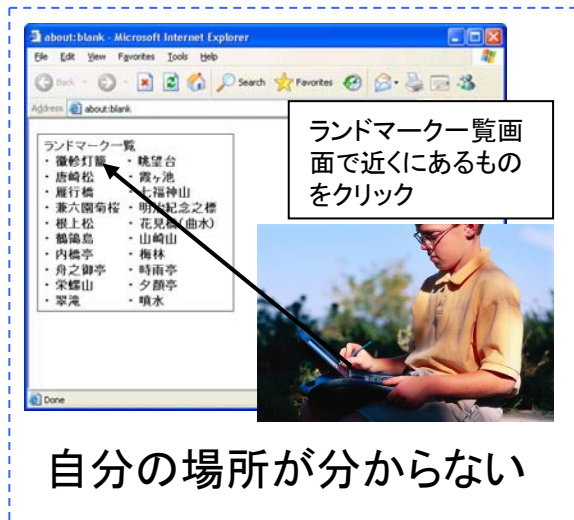 about:blank - Microsoft Internet Explorer
File Edit View Favorites Tools Help
Back Search Favorites
Address about:blank
ランドマーク一覧
・徽軫灯籠 ・眺望台
・唐崎松 ・霞ヶ池
・雁行橋 ・七福神山
・兼六園菊桜 ・明治紀念之標
・根上松 ・花見橋(曲水)
・鶺鴒島 ・山崎山
・内橋亭 ・梅林
・舟之御亭 ・時雨亭
・栄螺山 ・夕顔亭
・翠滝 ・噴水
ランドマーク一覧画
面で近くにあるもの
をクリック
Done
自分の場所が分からない